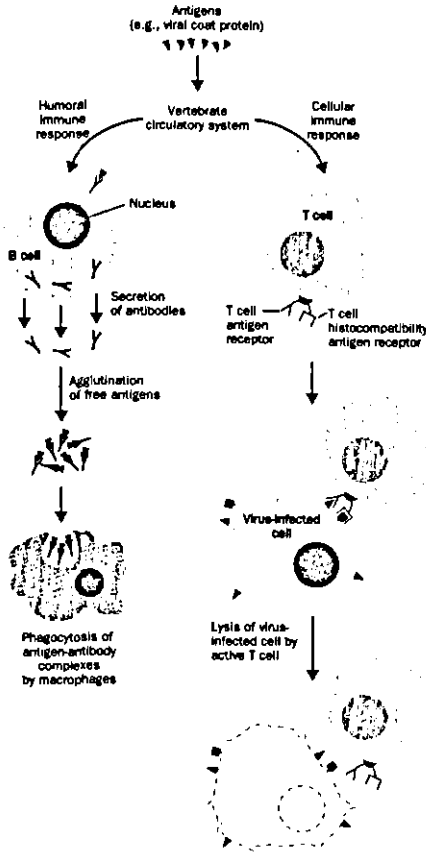 Antigens
(e.g., viral coat protein)
Humoral
immune
response
Vertebrate
circulatory system
Cellular
immune
response
Nucleus
B cell
Secretion
of antibodies
Agglutination
of free antigens
Phagocytosis of
antigen-antibody
complexes
by macrophages
T cell
T cell
antigen
receptor
T cell
histocompatibility
antigen receptor
Virus-infected
cell
Lysis of virus-
infected cell by
active T cell